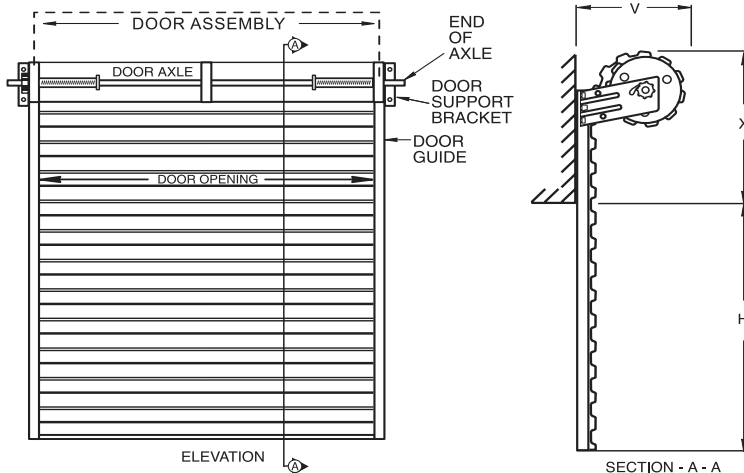 DOOR ASSEMBLY
A
END
OF
AXLE
DOOR AXLE
DOOR
SUPPORT
BRACKET
DOOR
GUIDE
DOOR OPENING
ELEVATION
A
V
X
H
SECTION - A - A